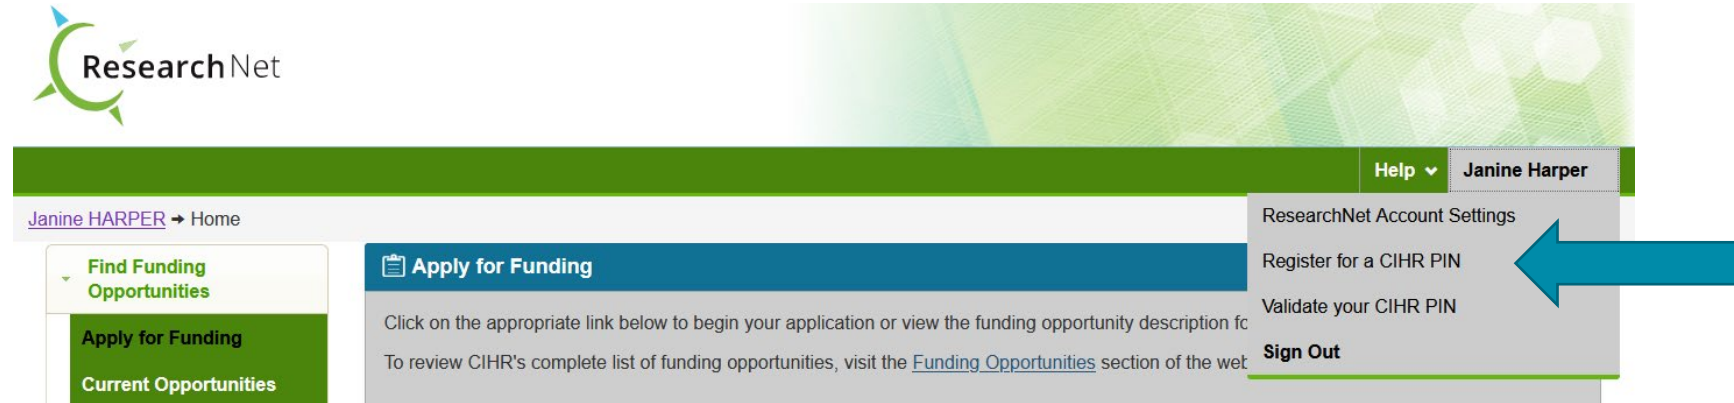 ResearchNet
Help Janine Harper
Janine HARPER → Home
ResearchNet Account Settings
Register for a CIHR PIN
Validate your CIHR PIN
Sign Out
Find Funding
Opportunities
Apply for Funding
Current Opportunities
Apply for Funding
Click on the appropriate link below to begin your application or view the funding opportunity description
To review CIHR's complete list of funding opportunities, visit the Funding Opportunities section of the